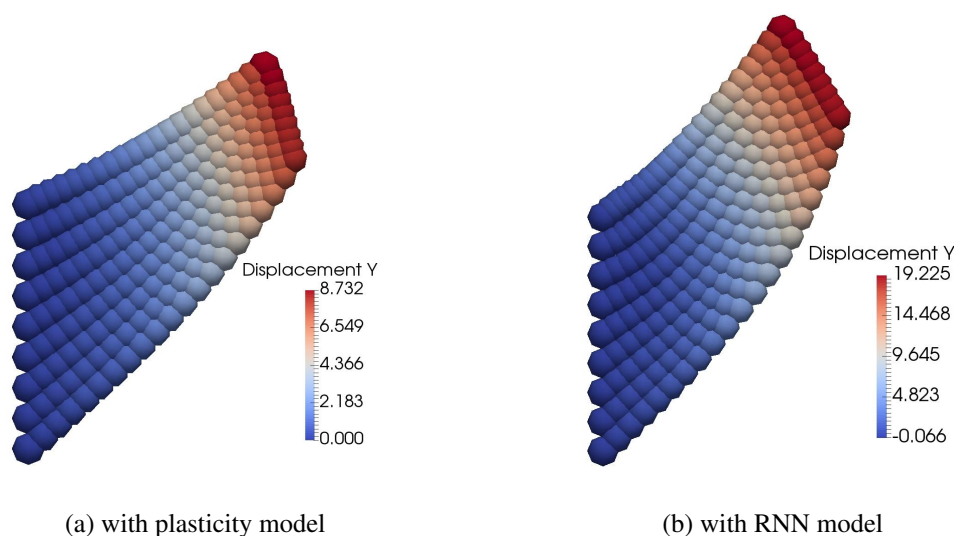 Displacement Y
8.732
6.549
4.366
2.183
0.000
Displacement Y
19.225
14.468
9.645
4.823
-0.066
(a) with plasticity model
(b) with RNN model